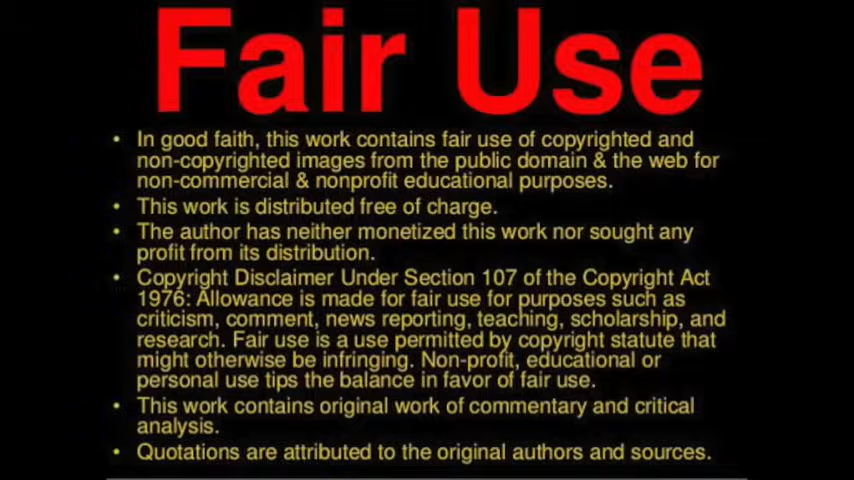 Fair Use
• In good faith, this work contains fair use of copyrighted and
non-copyrighted images from the public domain & the web for
non-commercial & nonprofit educational purposes.
• This work is distributed free of charge.
• The author has neither monetized this work nor sought any
profit from its distribution.
• Copyright Disclaimer Under Section 107 of the Copyright Act
1976: Allowance is made for fair use for purposes such as
criticism, comment, news reporting, teaching, scholarship, and
research. Fair use is a use permitted by copyright statute that
might otherwise be infringing. Non-profit, educational or
personal use tips the balance in favor of fair use.
• This work contains original work of commentary and critical
analysis.
• Quotations are attributed to the original authors and sources.